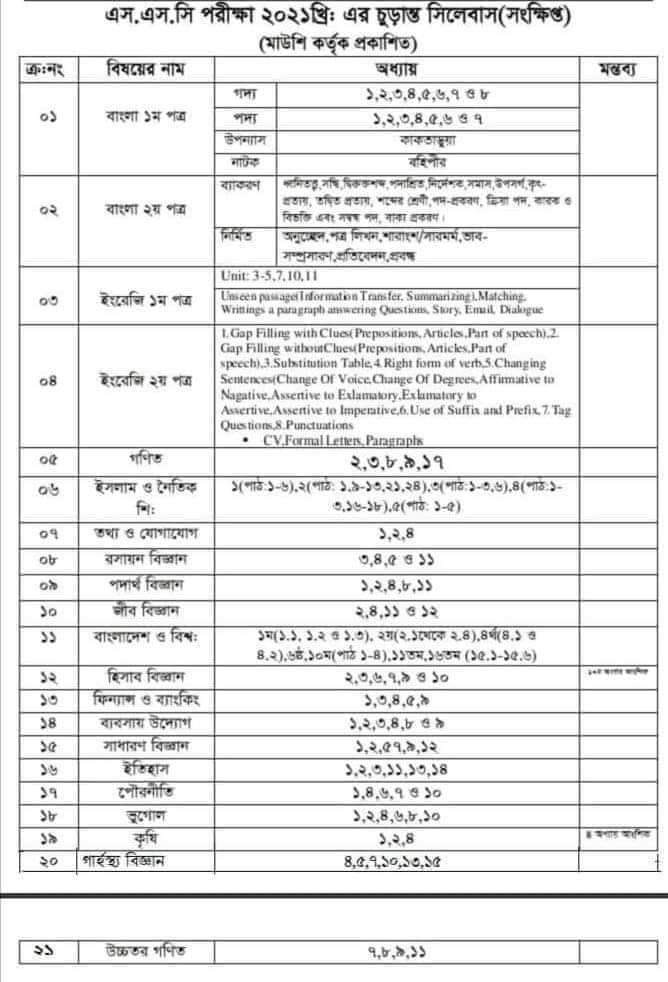 এস.এস.সি পরীক্ষা ২০২১খ্রি: এর চুড়ান্ত সিলেবাস(সংক্ষিপ্ত)
(মাউশি কর্তৃক প্রকাশিত)
ক্র:নং বিষয়ের নাম অধ্যায় মন্তব্য
০১ বাংলা ১ম পত্র গদ্য ১,২,৩,৪,৫,৬,৭ ও ৮
পদ্য ১,২,৩,৪,৫,৬ ও ৭
উপন্যাস কাকতাড়ুয়া
নাটক বহিপীর
০২ বাংলা ২য় পত্র ব্যাকরণ ধ্বনিতত্ত্ব,সন্ধি,দ্বিরুক্তশব্দ,পদাশ্রিত,নির্দেশক,সমাস,উপসর্গ,কৃৎ-
প্রত্যয়, তদ্ধিত প্রত্যয়, শব্দের শ্রেণী,পদ-প্রকরণ, ক্রিয়া পদ, কারক ও
বিভক্তি এবং সম্বন্ধ পদ, বাক্য প্রকরণ।
নির্মিত অনুচ্ছেদ,পত্র লিখন,শারাংশ/সারমর্ম,ভাব-
সম্প্রসারণ,প্রতিবেদন,প্রবন্ধ
০৩ ইংরেজি ১ম পত্র Unit: 3-5,7,10,11
Unseen passage(Information Transfer, Summarizing),Matching,
Writtings a paragraph answering Questions, Story, Email, Dialogue
০৪ ইংরেজি ২য় পত্র 1.Gap Filling with Clues(Prepositions,Articles,Part of speech),2.
Gap Filling withoutClues(Prepositions,Articles,Part of
speech),3.Substitution Table,4.Right form of verb,5.Changing
Sentences(Change Of Voice,Change Of Degrees,Affirmative to
Nagative,Assertive to Exlamatory,Exlamatory to
Assertive,Assertive to Imperative,6.Use of Suffix and Prefix,7.Tag
Questions,8.Punctuations
• CV,Formal Letters,Paragraphs
০৫ গণিত ২,৩,৮,৯,১৭
০৬ ইসলাম ও নৈতিক শি: ১(পাঠ:১-৬),২(পাঠ: ১,৯-১৩,২১,২৪),৩(পাঠ:১-৩,৬),৪(পাঠ:১-
৩,১৬-১৮),৫(পাঠ: ১-৫)
০৭ তথ্য ও যোগাযোগ ১,২,৪
০৮ রসায়ন বিজ্ঞান ৩,৪,৫ ও ১১
০৯ পদার্থ বিজ্ঞান ১,২,৪,৮,১১
১০ জীব বিজ্ঞান ২,৪,১১ ও ১২
১১ বাংলাদেশ ও বিশ্ব: ১ম(১.১, ১.২ ও ১.৩), ২য়(২.১থেকে ২.৪),৪র্থ(৪.১ ও
৪.২),৬ষ্ঠ,১০ম(পাঠ ১-৪),১১তম,১৬তম (১৫.১-১৫.৬)
১২ হিসাব বিজ্ঞান ২,৩,৬,৭,৯ ও ১০ ১০ম অধ্যায় আংশিক
১৩ ফিন্যান্স ও ব্যাংকিং ১,৩,৪,৫,৯
১৪ ব্যবসায় উদ্যোগ ১,২,৩,৪,৮ ও ৯
১৫ সাধারণ বিজ্ঞান ১,২,৫৭,৯,১২
১৬ ইতিহাস ১,২,৩,১১,১৩,১৪
১৭ পৌরনীতি ১,৪,৬,৭ ও ১০
১৮ ভুগোল ১,২,৪,৬,৮,১০
১৯ কৃষি ১,২,৪ ৪ অধ্যায় আংশিক
২০ গার্হস্থ্য বিজ্ঞান ৪,৫,৭,১০,১৩,১৫
২১ উচ্চতর গণিত ৭,৮,৯,১১